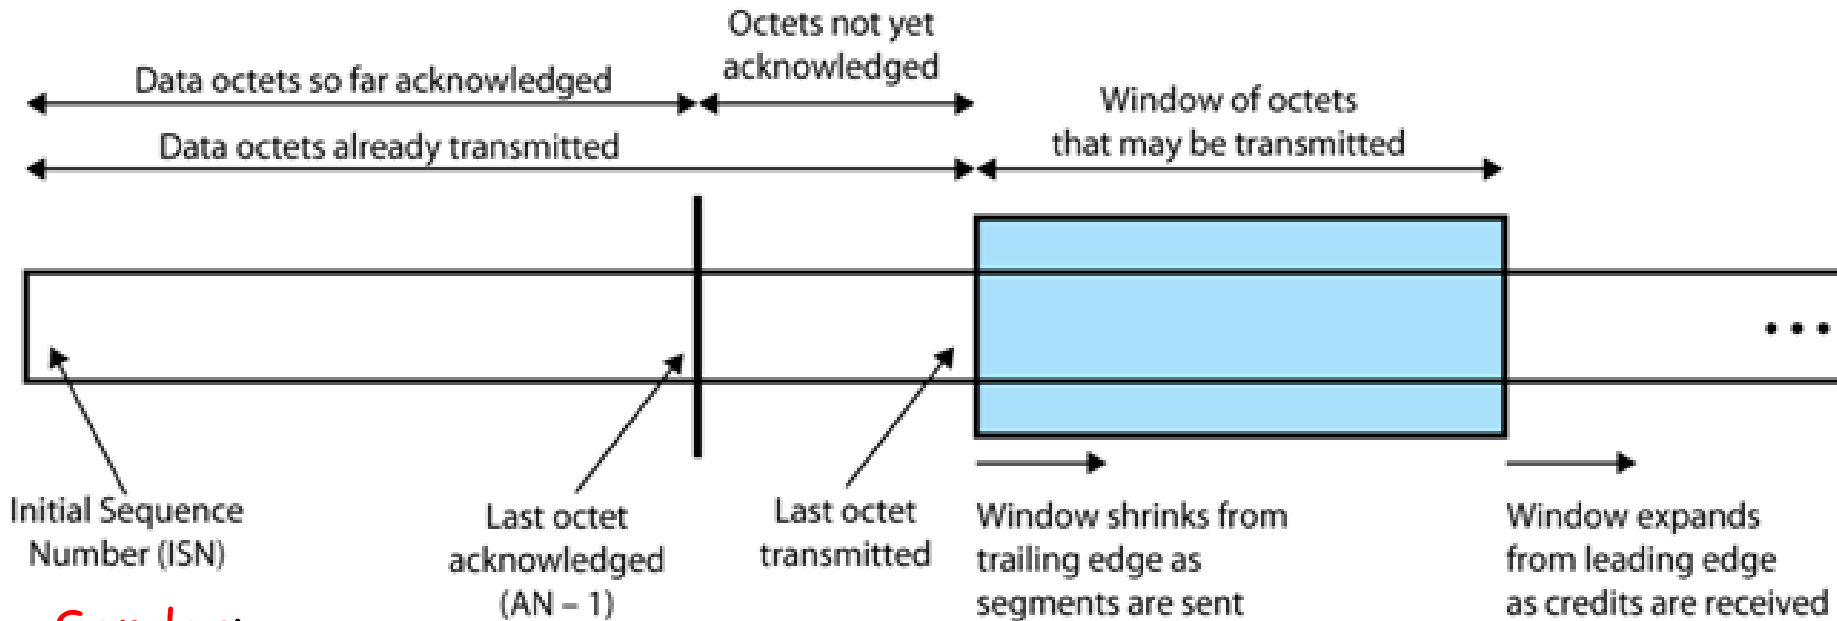 Octets not yet
acknowledged
Data octets so far acknowledged
Window of octets
that may be transmitted
Data octets already transmitted
...
Initial Sequence
Number (ISN)
Last octet
acknowledged
(AN – 1)
Last octet
transmitted
Window shrinks from
trailing edge as
segments are sent
Window expands
from leading edge
as credits are received